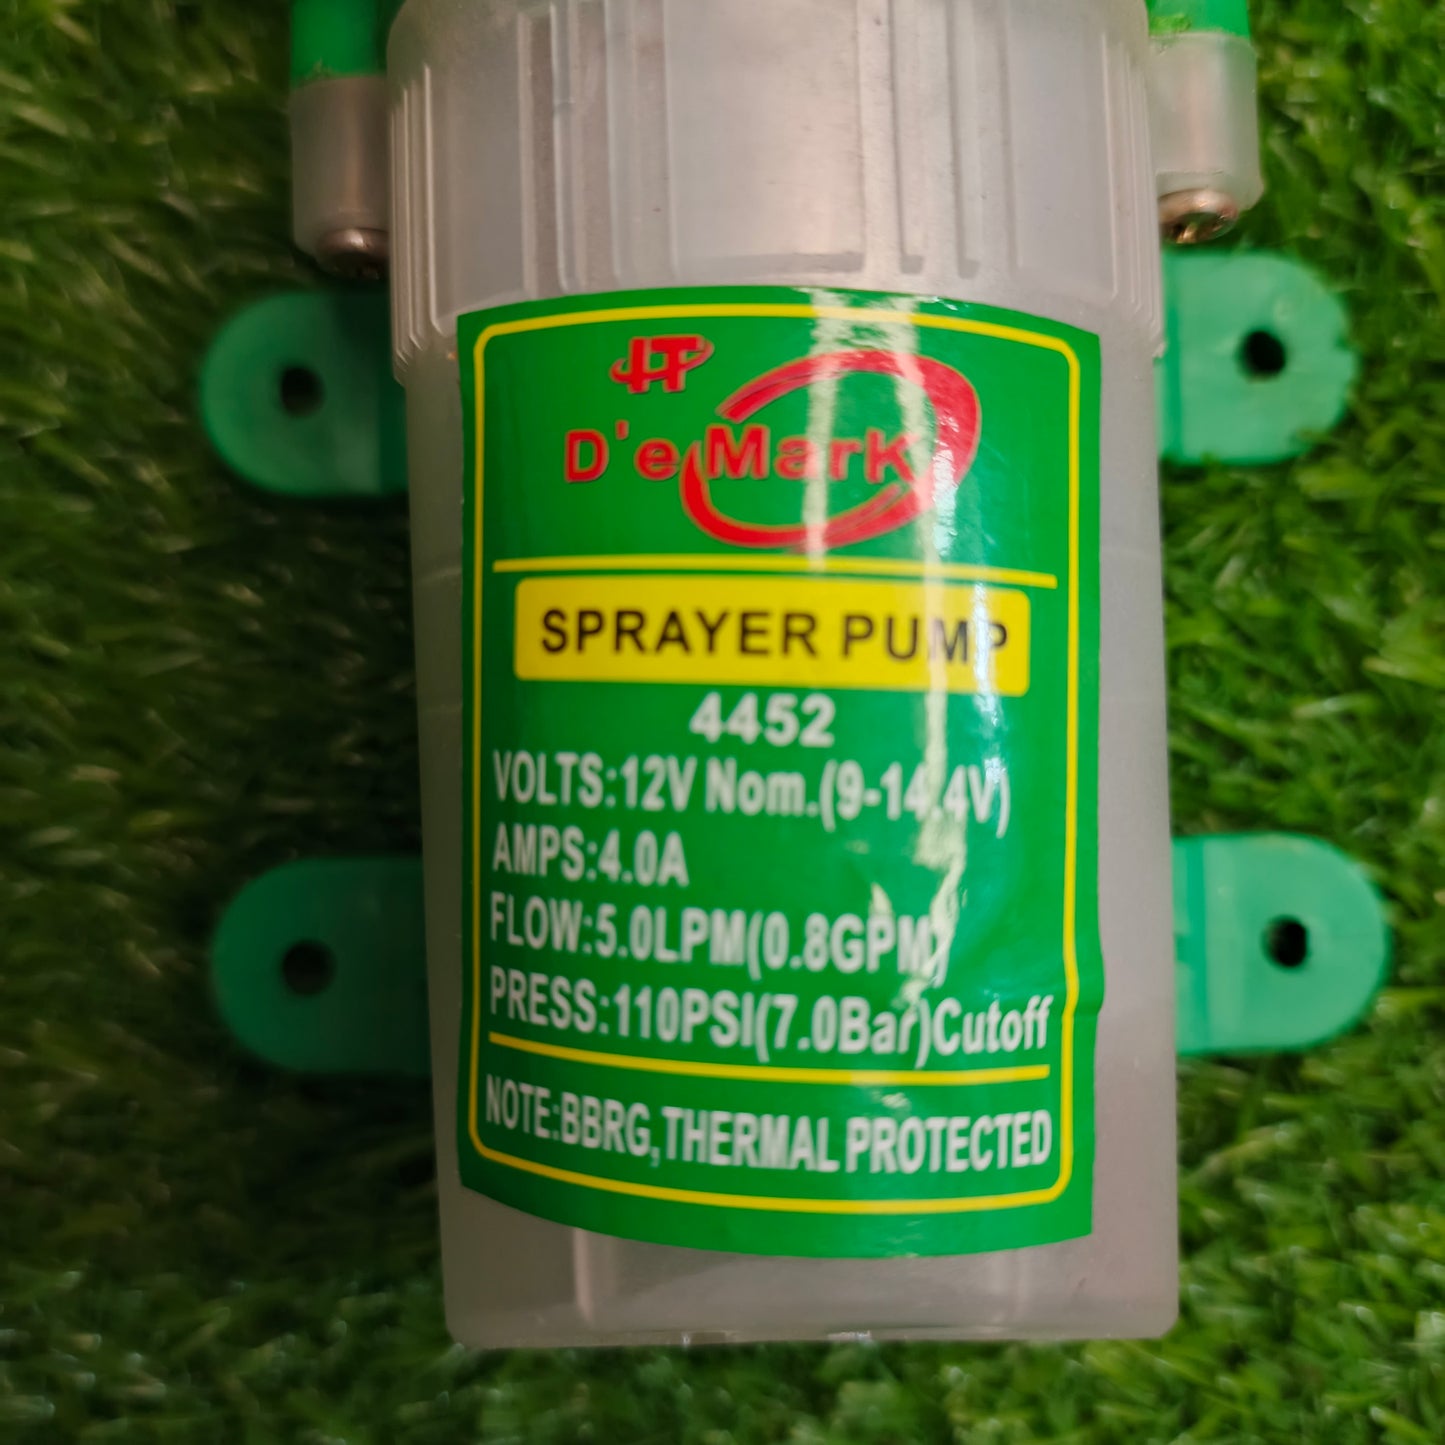 HT
D'eMarK
SPRAYER PUMP
4452
VOLTS:12V Nom.(9-14.4V)
AMPS:4.0A
FLOW:5.0LPM(0.8GPM)
PRESS:110PSI(7.0Bar)Cutoff
NOTE:BBRG,THERMAL PROTECTED